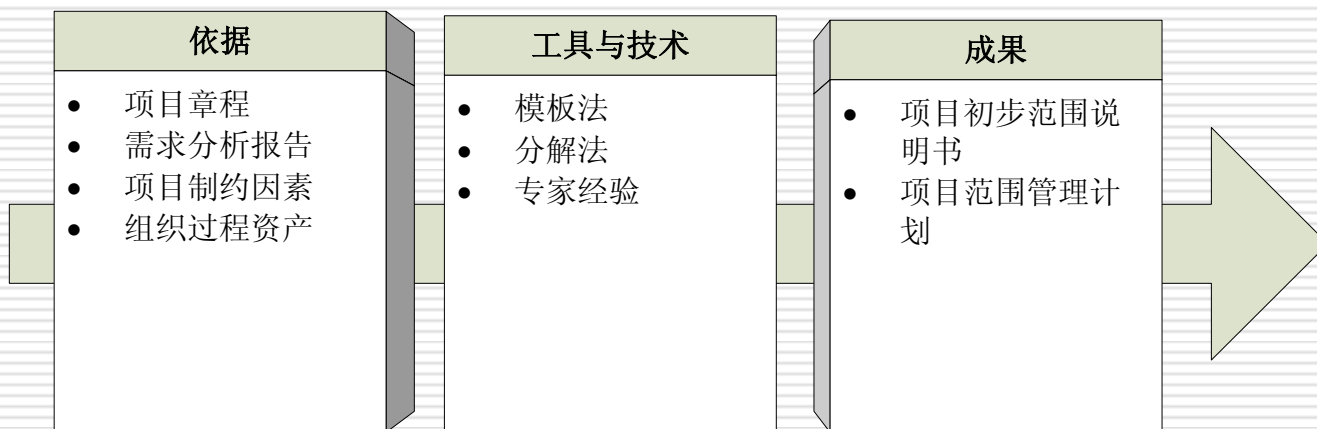 依据
● 项目章程
● 需求分析报告
● 项目制约因素
● 组织过程资产
工具与技术
● 模板法
● 分解法
● 专家经验
成果
● 项目初步范围说
明书
● 项目范围管理计
划